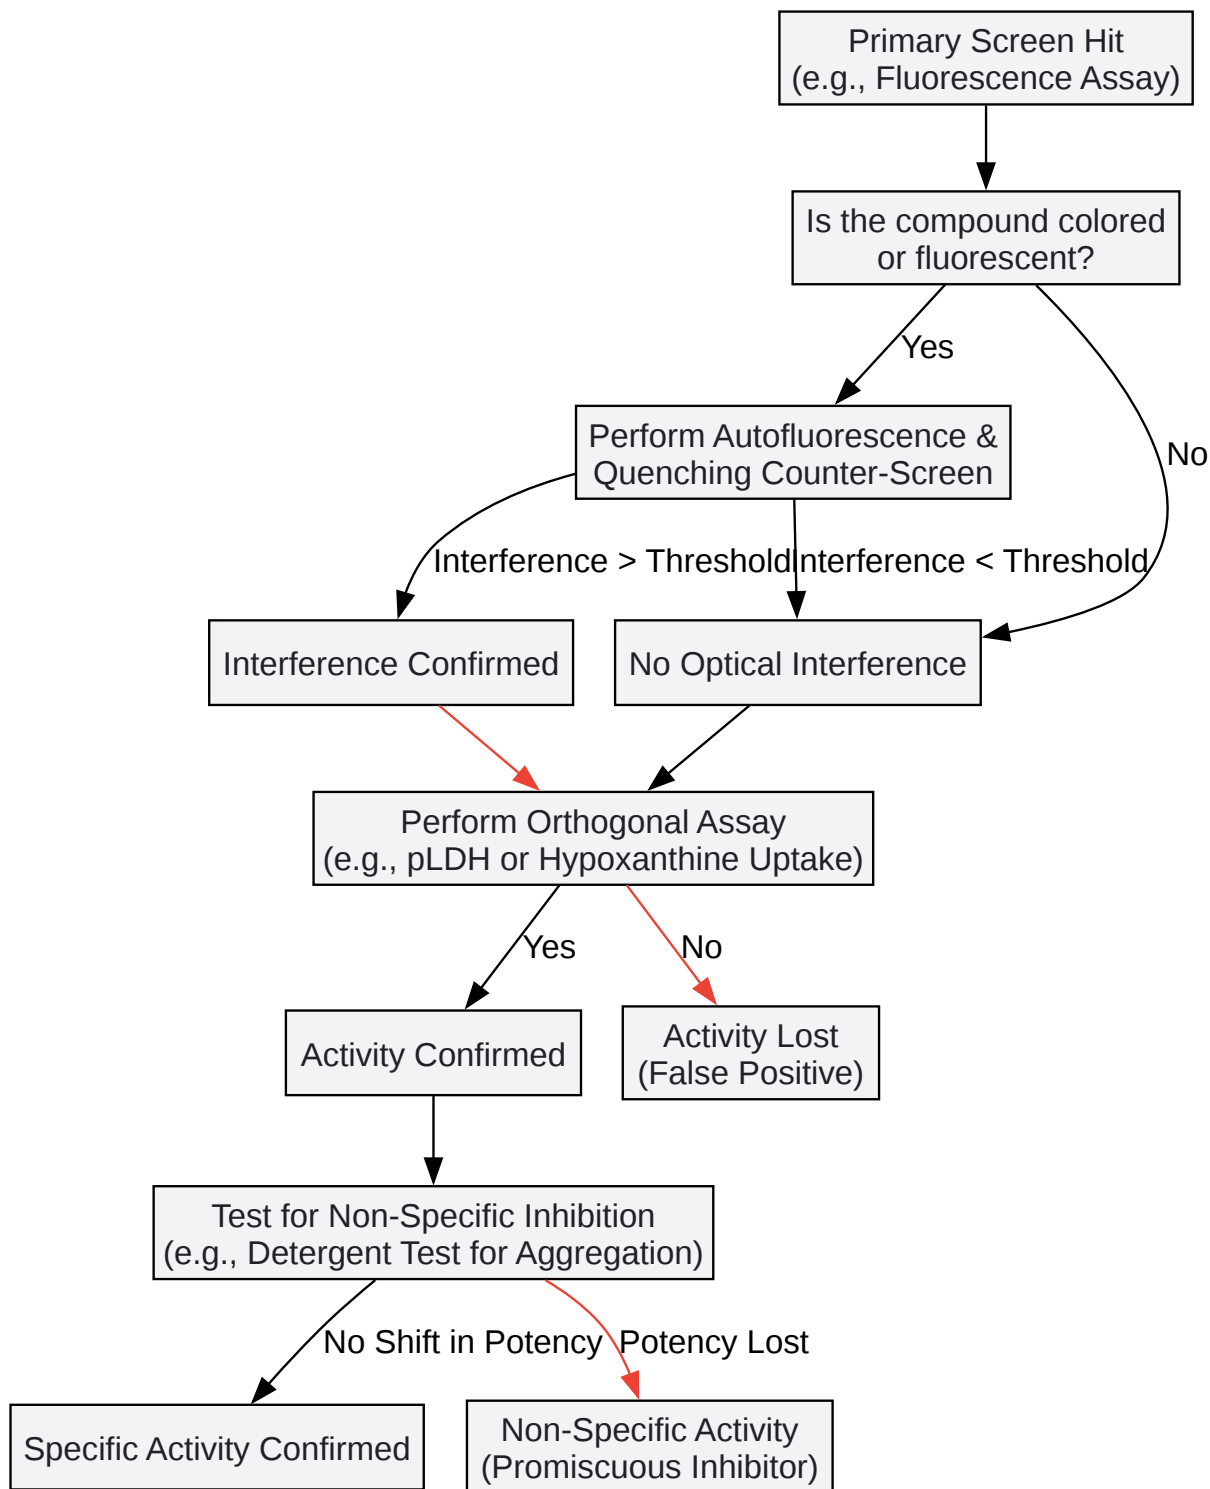 Primary Screen Hit
(e.g., Fluorescence Assay)
Is the compound colored
or fluorescent?
Yes
No
Perform Autofluorescence &
Quenching Counter-Screen
Interference > Threshold
Interference < Threshold
Interference Confirmed
No Optical Interference
Perform Orthogonal Assay
(e.g., pLDH or Hypoxanthine Uptake)
Yes
No
Activity Confirmed
Activity Lost
(False Positive)
Test for Non-Specific Inhibition
(e.g., Detergent Test for Aggregation)
No Shift in Potency
Potency Lost
Specific Activity Confirmed
Non-Specific Activity
(Promiscuous Inhibitor)